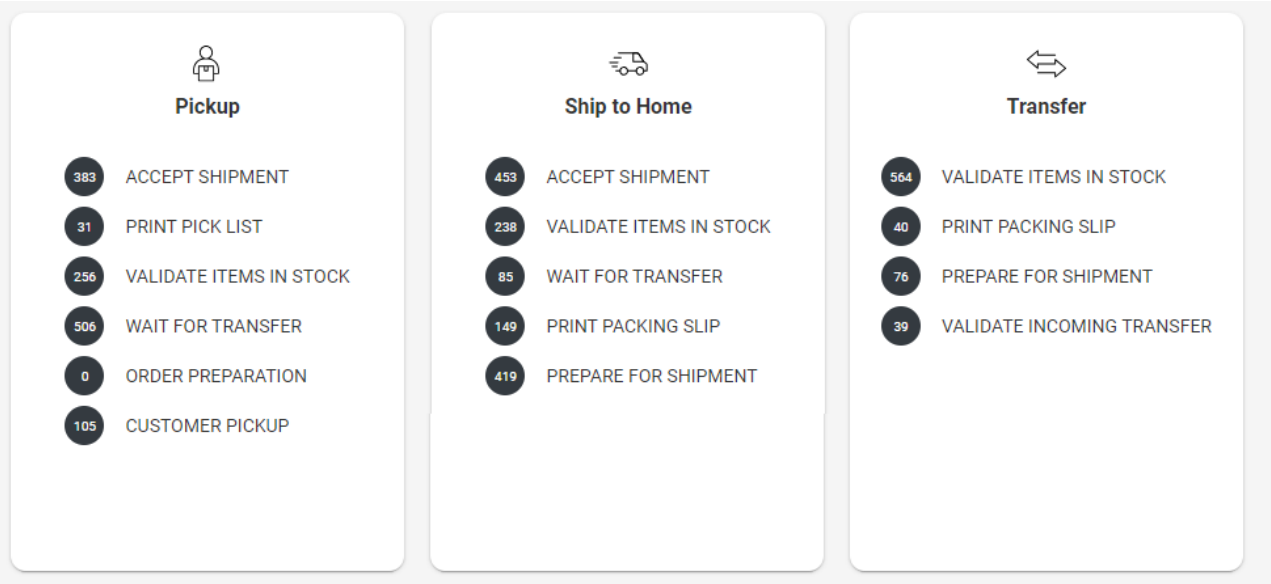 Pickup
383 ACCEPT SHIPMENT
31 PRINT PICK LIST
256 VALIDATE ITEMS IN STOCK
506 WAIT FOR TRANSFER
0 ORDER PREPARATION
105 CUSTOMER PICKUP
Ship to Home
453 ACCEPT SHIPMENT
238 VALIDATE ITEMS IN STOCK
85 WAIT FOR TRANSFER
149 PRINT PACKING SLIP
419 PREPARE FOR SHIPMENT
Transfer
564 VALIDATE ITEMS IN STOCK
40 PRINT PACKING SLIP
76 PREPARE FOR SHIPMENT
39 VALIDATE INCOMING TRANSFER